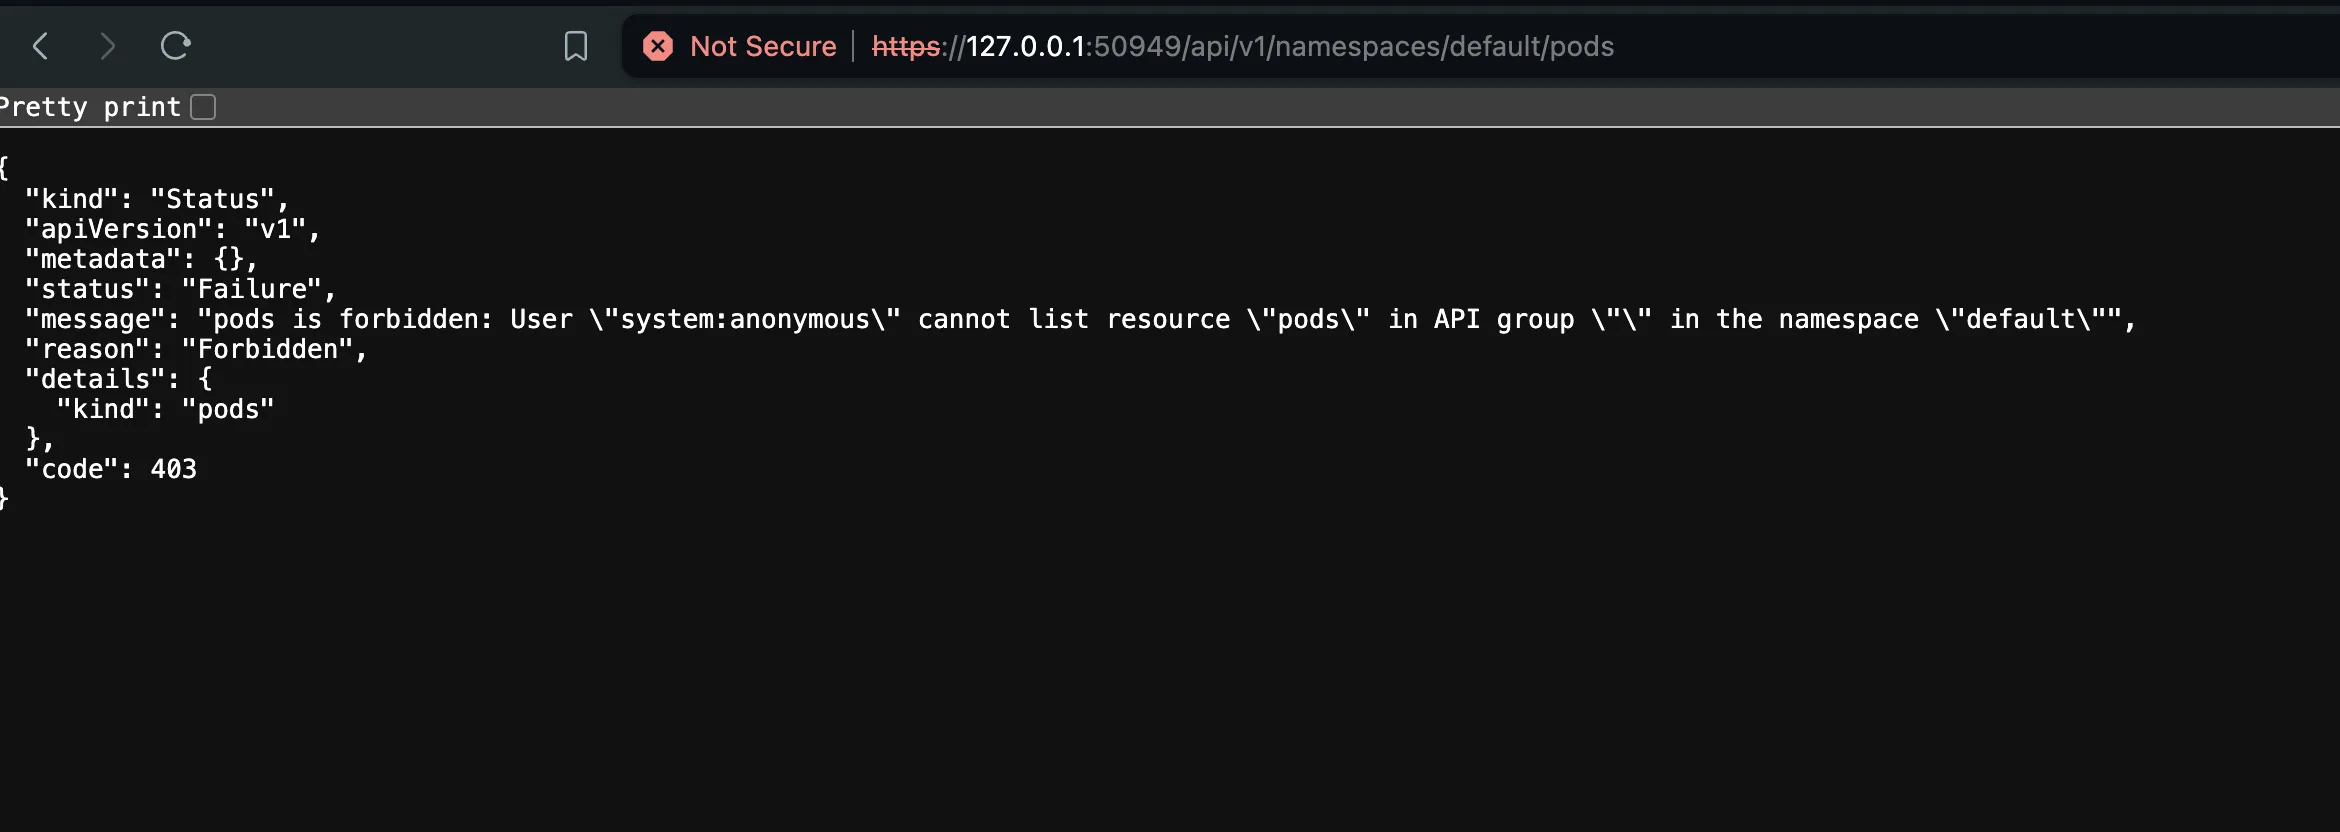 Not Secure | https://127.0.0.1:50949/api/v1/namespaces/default/pods
Pretty print
{
  "kind": "Status",
  "apiVersion": "v1",
  "metadata": {},
  "status": "Failure",
  "message": "pods is forbidden: User \"system:anonymous\" cannot list resource \"pods\" in API group \"\" in the namespace \"default\"",
  "reason": "Forbidden",
  "details": {
    "kind": "pods"
  },
  "code": 403
}